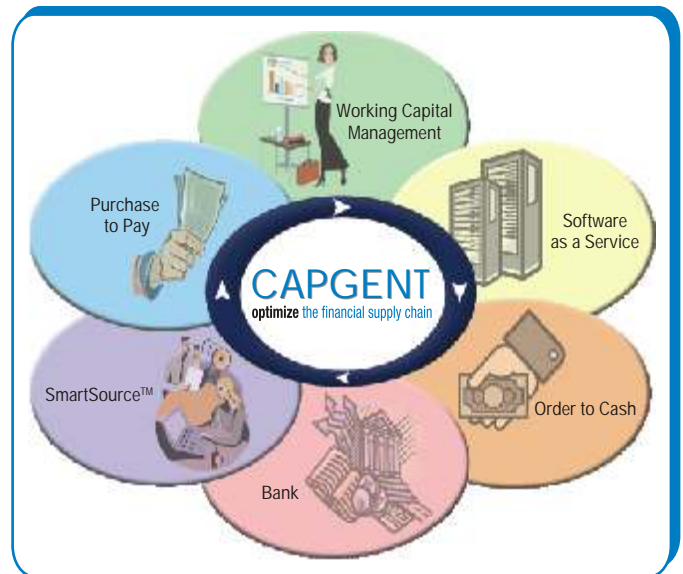 Working Capital
Management
Software
as a Service
Order to Cash
Bank
SmartSource™
Purchase
to Pay
CAPGENT
optimize the financial supply chain